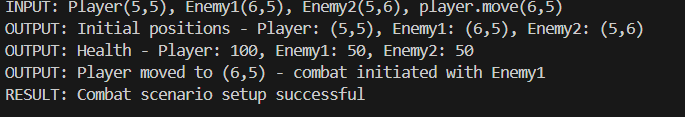 INPUT: Player(5,5), Enemy1(6,5), Enemy2(5,6), player.move(6,5)
OUTPUT: Initial positions - Player: (5,5), Enemy1: (6,5), Enemy2: (5,6)
OUTPUT: Health - Player: 100, Enemy1: 50, Enemy2: 50
OUTPUT: Player moved to (6,5) - combat initiated with Enemy1
RESULT: Combat scenario setup successful